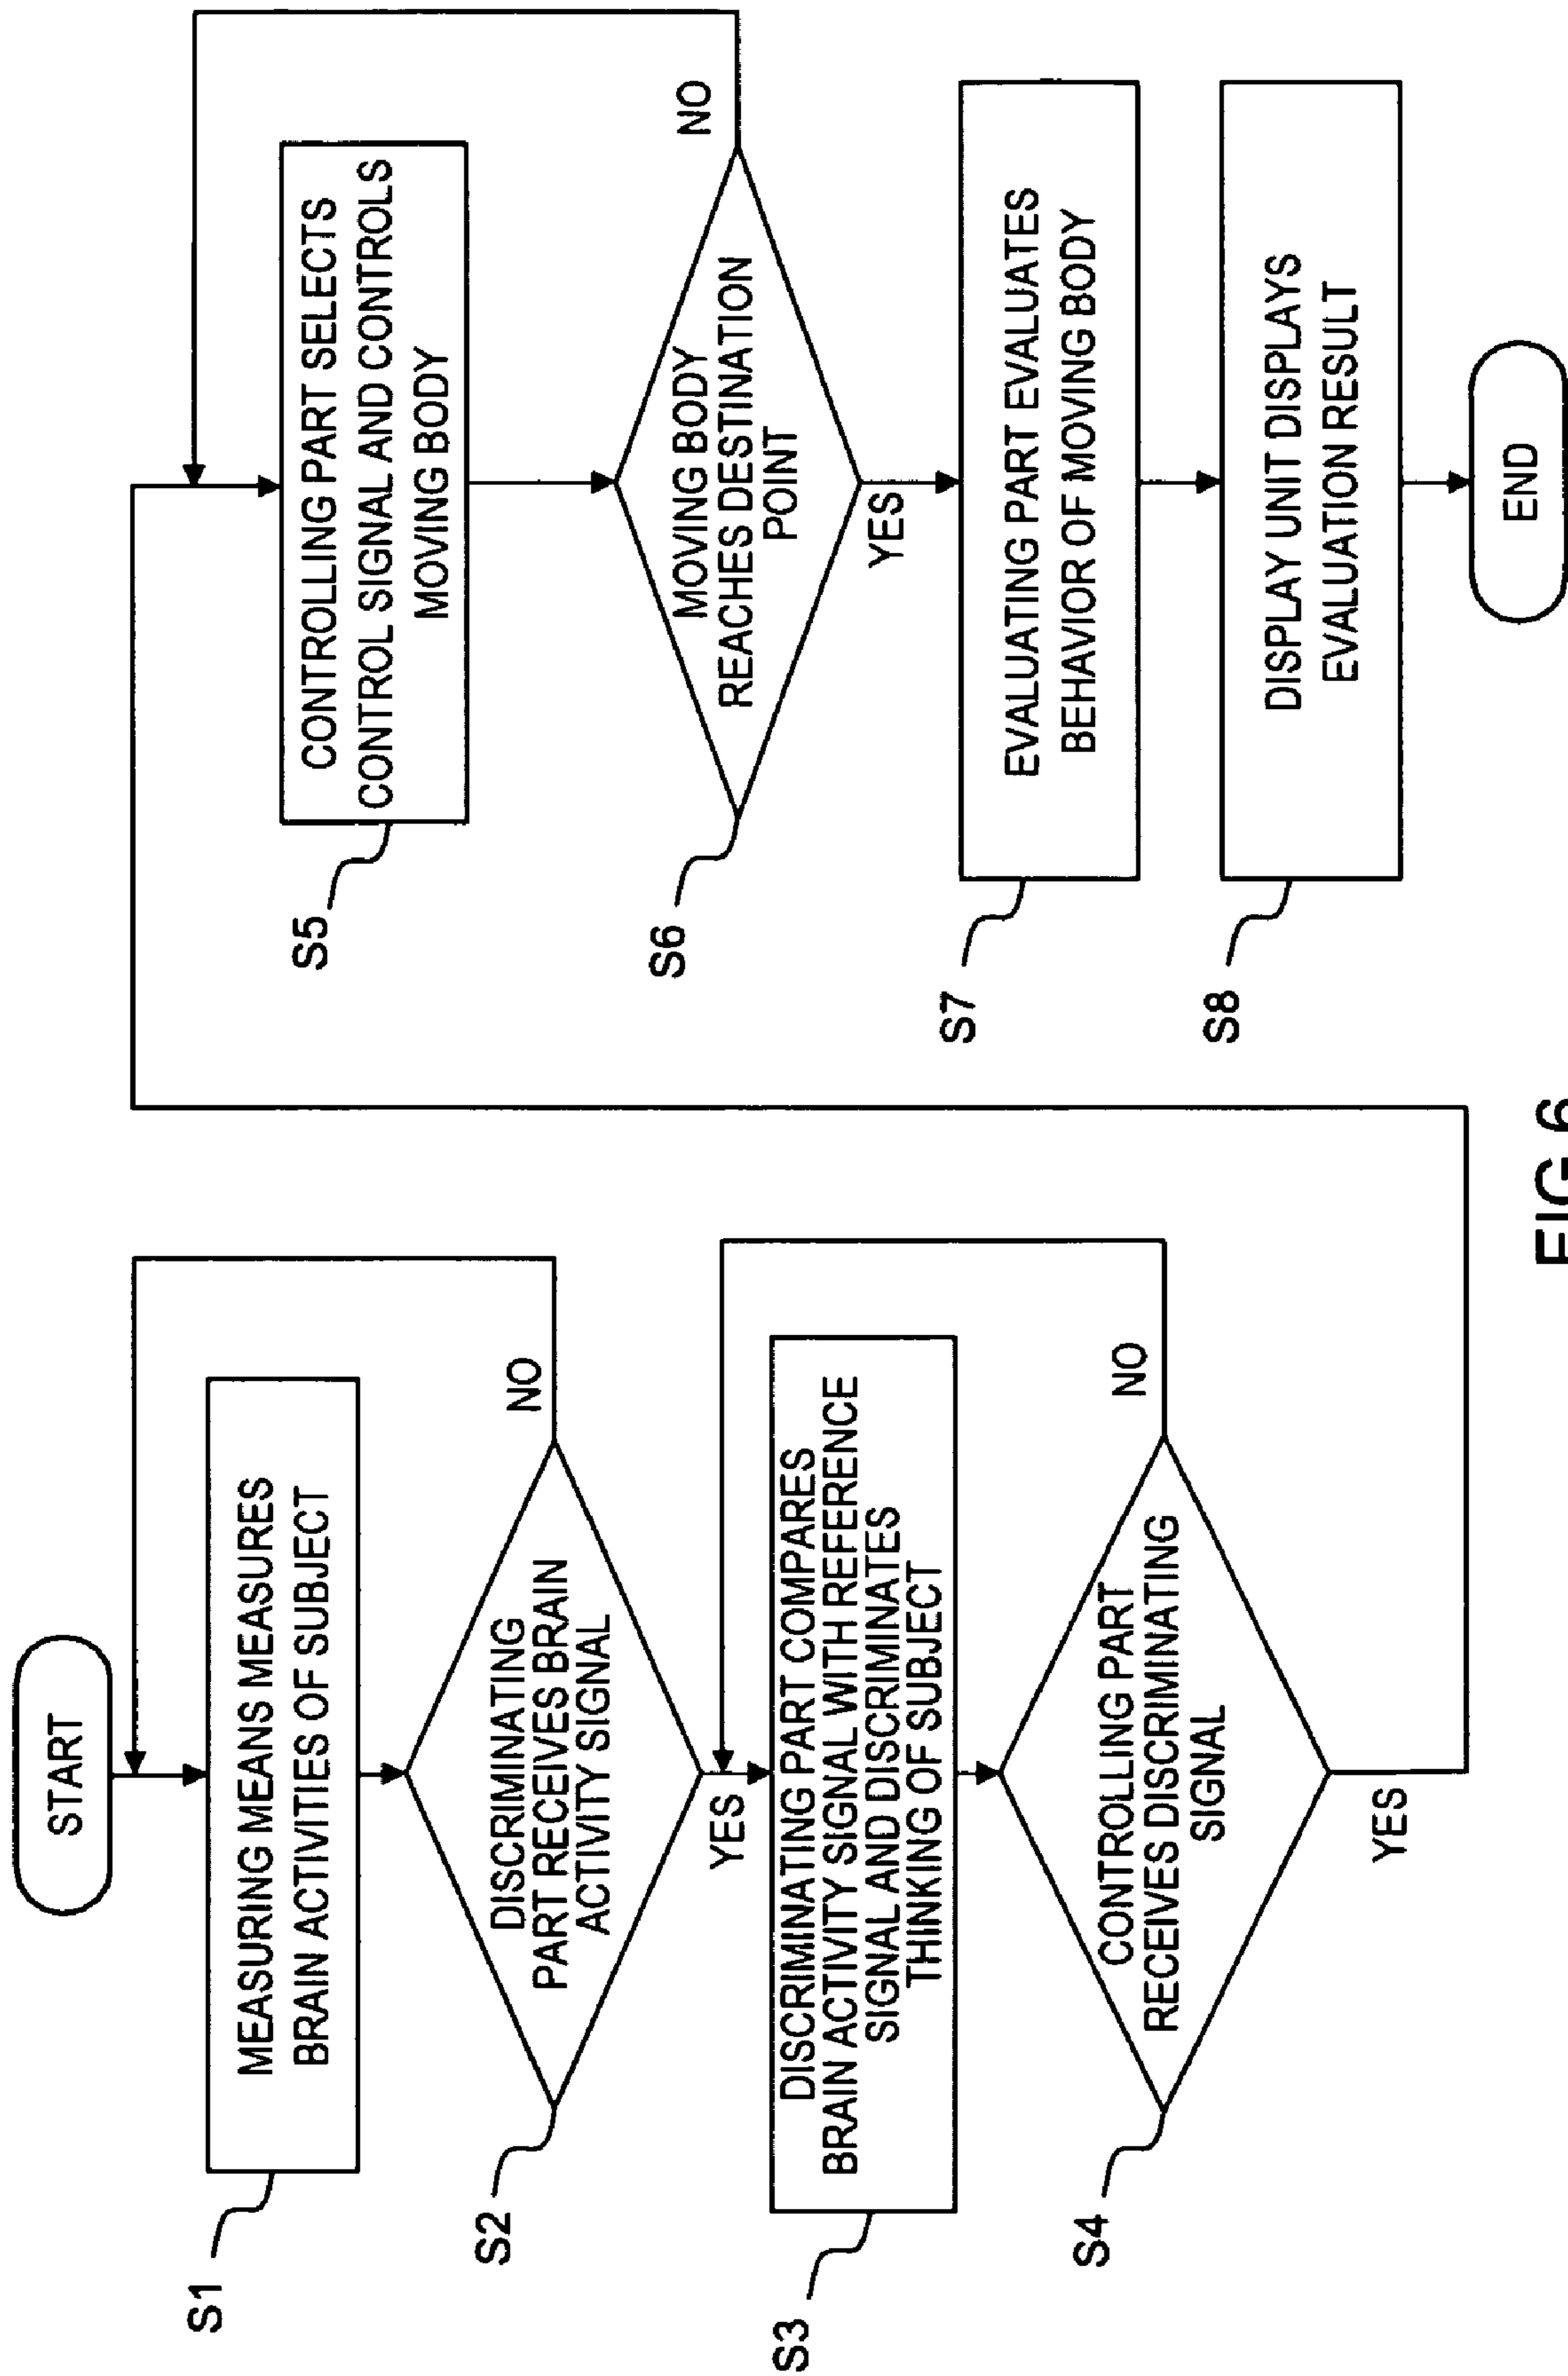 START
S1
MEASURING MEANS MEASURES
BRAIN ACTIVITIES OF SUBJECT
S2
DISCRIMINATING
PART RECEIVES BRAIN
ACTIVITY SIGNAL
NO
YES
S3
DISCRIMINATING PART COMPARES
BRAIN ACTIVITY SIGNAL WITH REFERENCE
SIGNAL AND DISCRIMINATES
THINKING OF SUBJECT
S4
CONTROLLING PART
RECEIVES DISCRIMINATING
SIGNAL
NO
YES
S5
CONTROLLING PART SELECTS
CONTROL SIGNAL AND CONTROLS
MOVING BODY
S6
MOVING BODY
REACHES DESTINATION
POINT
NO
YES
S7
EVALUATING PART EVALUATES
BEHAVIOR OF MOVING BODY
S8
DISPLAY UNIT DISPLAYS
EVALUATION RESULT
END
FIG.6